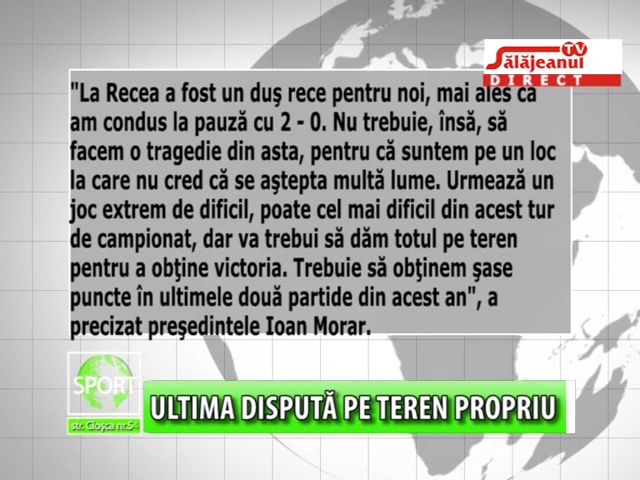 Sălăjeanul TV
DIRECT
"La Recea a fost un duş rece pentru noi, mai ales că
am condus la pauză cu 2 - 0. Nu trebuie, însă, să
facem o tragedie din asta, pentru că suntem pe un loc
la care nu cred că se aştepta multă lume. Urmează un
joc extrem de dificil, poate cel mai dificil din acest tur
de campionat, dar va trebui să dăm totul pe teren
pentru a obţine victoria. Trebuie să obţinem şase
puncte în ultimele două partide din acest an", a
precizat preşedintele Ioan Morar.
SPORT
str. Cloşca nr.5-
ULTIMA DISPUTĂ PE TEREN PROPRIU